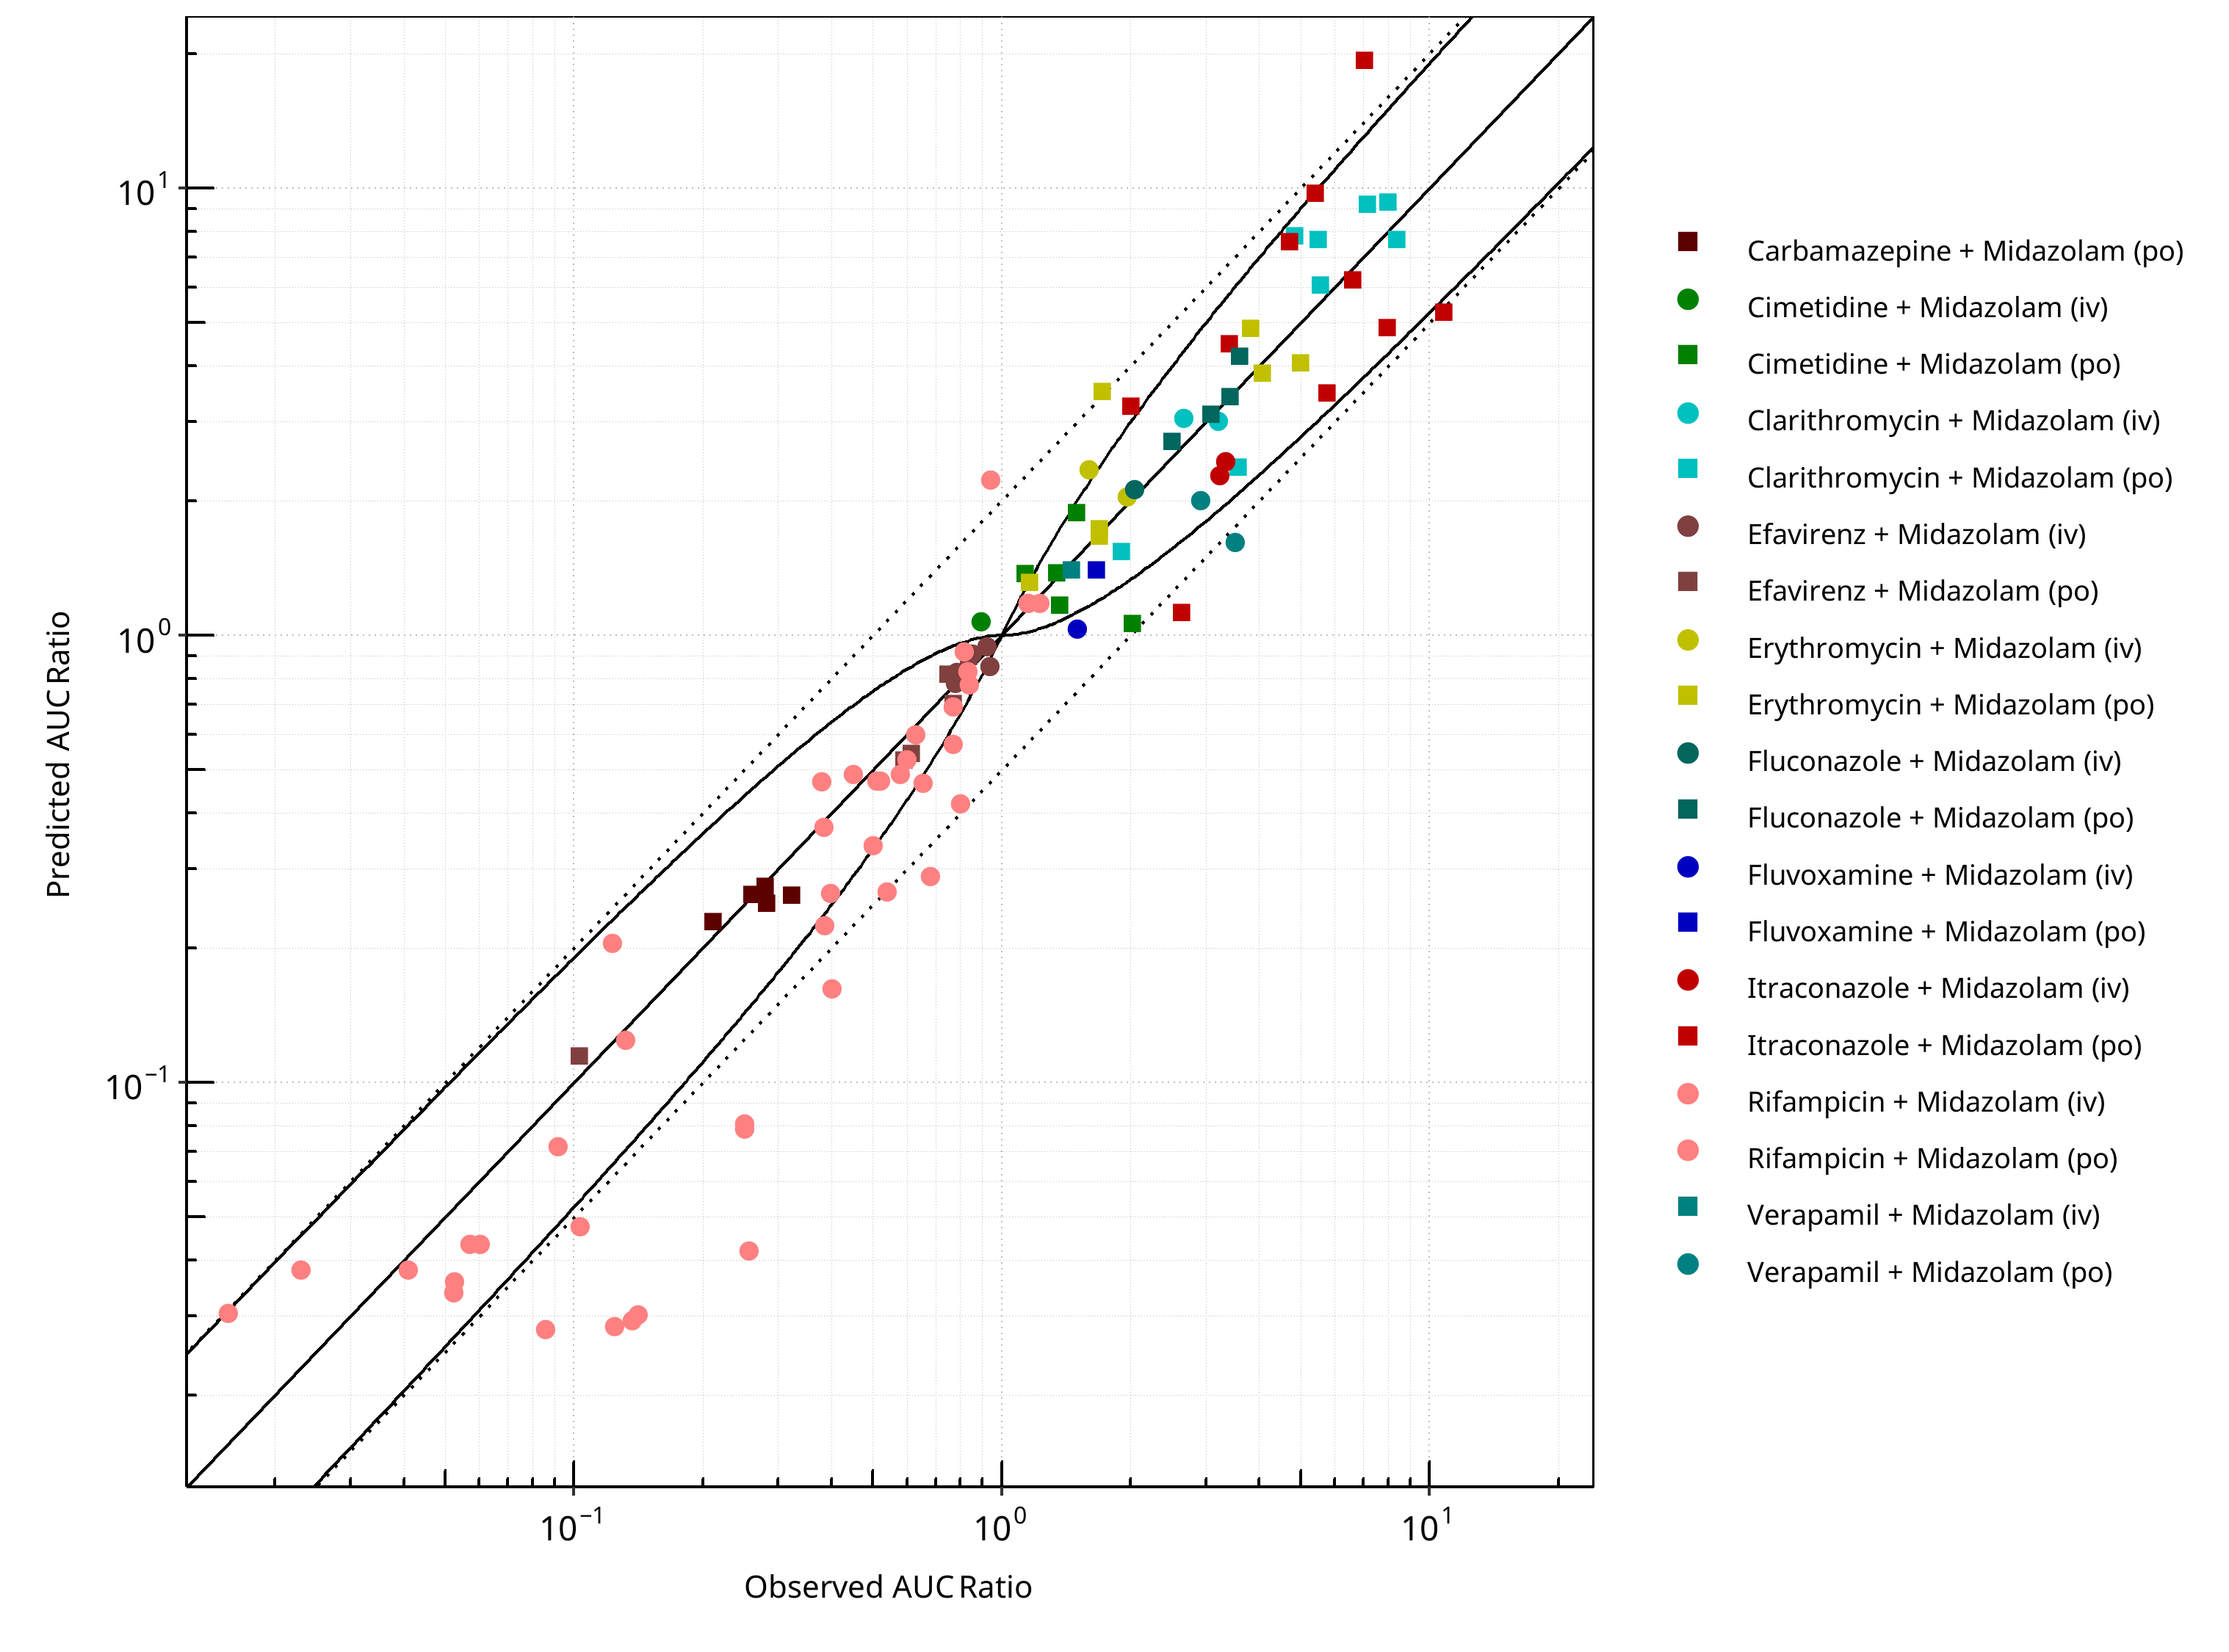 10^1
10^0
10^−1
Predicted AUC Ratio
10^−1 10^0 10^1
Observed AUC Ratio
Carbamazepine + Midazolam (po)
Cimetidine + Midazolam (iv)
Cimetidine + Midazolam (po)
Clarithromycin + Midazolam (iv)
Clarithromycin + Midazolam (po)
Efavirenz + Midazolam (iv)
Efavirenz + Midazolam (po)
Erythromycin + Midazolam (iv)
Erythromycin + Midazolam (po)
Fluconazole + Midazolam (iv)
Fluconazole + Midazolam (po)
Fluvoxamine + Midazolam (iv)
Fluvoxamine + Midazolam (po)
Itraconazole + Midazolam (iv)
Itraconazole + Midazolam (po)
Rifampicin + Midazolam (iv)
Rifampicin + Midazolam (po)
Verapamil + Midazolam (iv)
Verapamil + Midazolam (po)